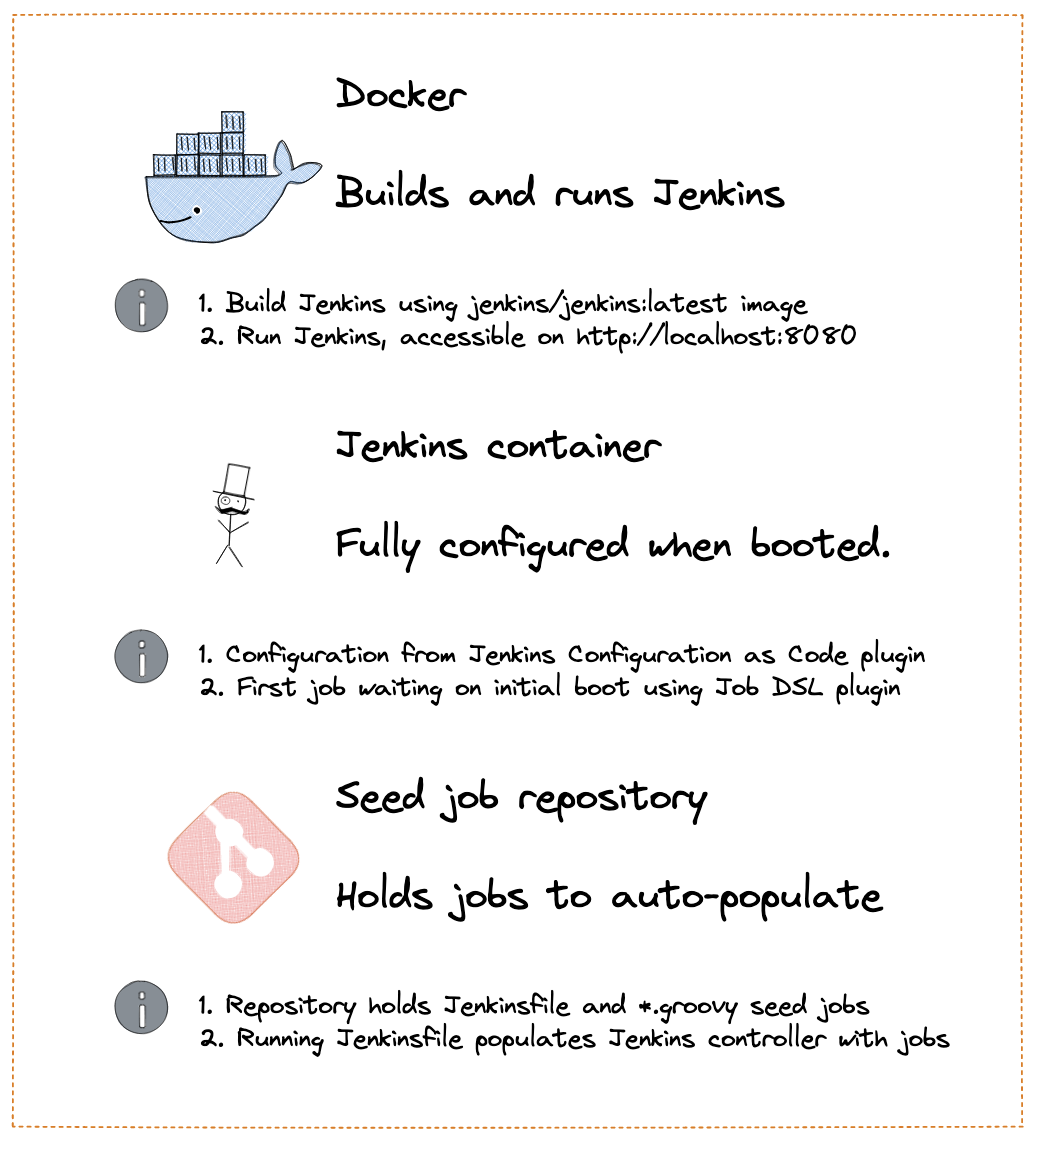 Docker
Builds and runs Jenkins
1. Build Jenkins using jenkins/jenkins:latest image
2. Run Jenkins, accessible on http://localhost:8080
Jenkins container
Fully configured when booted.
1. Configuration from Jenkins Configuration as Code plugin
2. First job waiting on initial boot using Job DSL plugin
Seed job repository
Holds jobs to auto-populate
1. Repository holds Jenkinsfile and *.groovy seed jobs
2. Running Jenkinsfile populates Jenkins controller with jobs